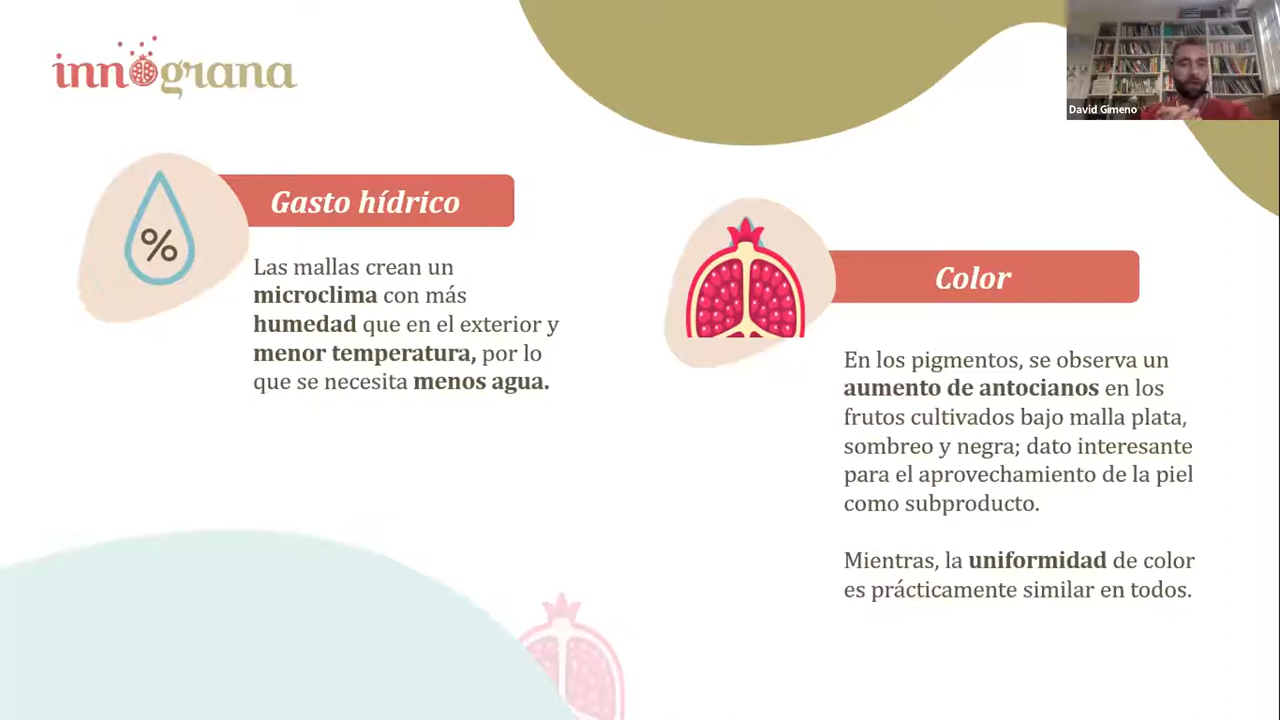 innograna
David Gimeno
Gasto hídrico
%
Las mallas crean un
microclima con más
humedad que en el exterior y
menor temperatura, por lo
que se necesita menos agua.
Color
En los pigmentos, se observa un
aumento de antocianos en los
frutos cultivados bajo malla plata,
sombreo y negra; dato interesante
para el aprovechamiento de la piel
como subproducto.
Mientras, la uniformidad de color
es prácticamente similar en todos.